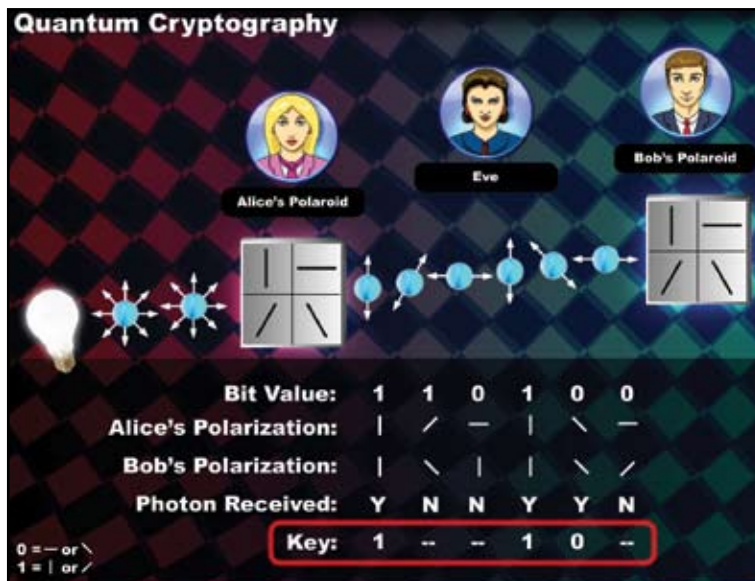 Quantum Cryptography
Alice's Polaroid
Eve
Bob's Polaroid
Bit Value: 1 1 0 1 0 0
Alice's Polarization: | / — | \ —
Bob's Polarization: | \ | | \ /
Photon Received: Y N N Y Y N
Key: 1 -- -- 1 0 --
0 = — or \
1 = | or /